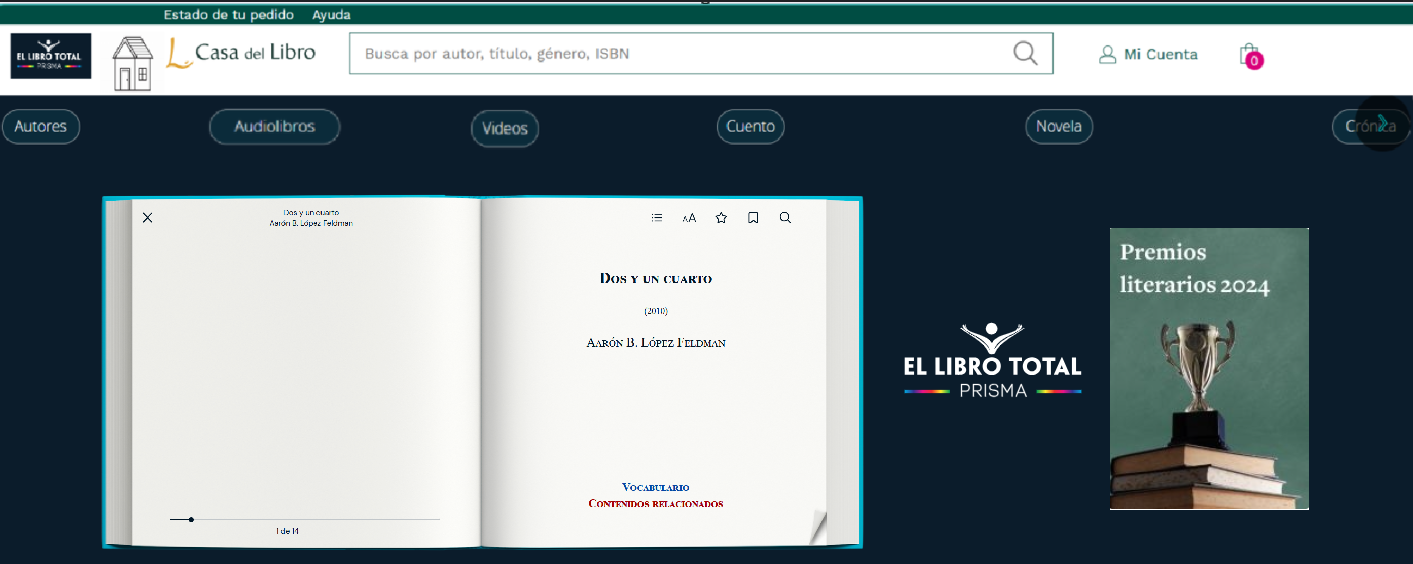 Estado de tu pedido Ayuda
EL LIBRO TOTAL
PRISMA
Casa del Libro
Busca por autor, título, género, ISBN
Mi Cuenta
0
Autores
Audiolibros
Videos
Cuento
Novela
Crónica
Dos y un cuarto
Aarón B. López Feldman
AA
Dos y un cuarto
(2010)
Aarón B. López Feldman
Vocabulario
Contenidos relacionados
1 de 14
EL LIBRO TOTAL
PRISMA
Premios
literarios 2024